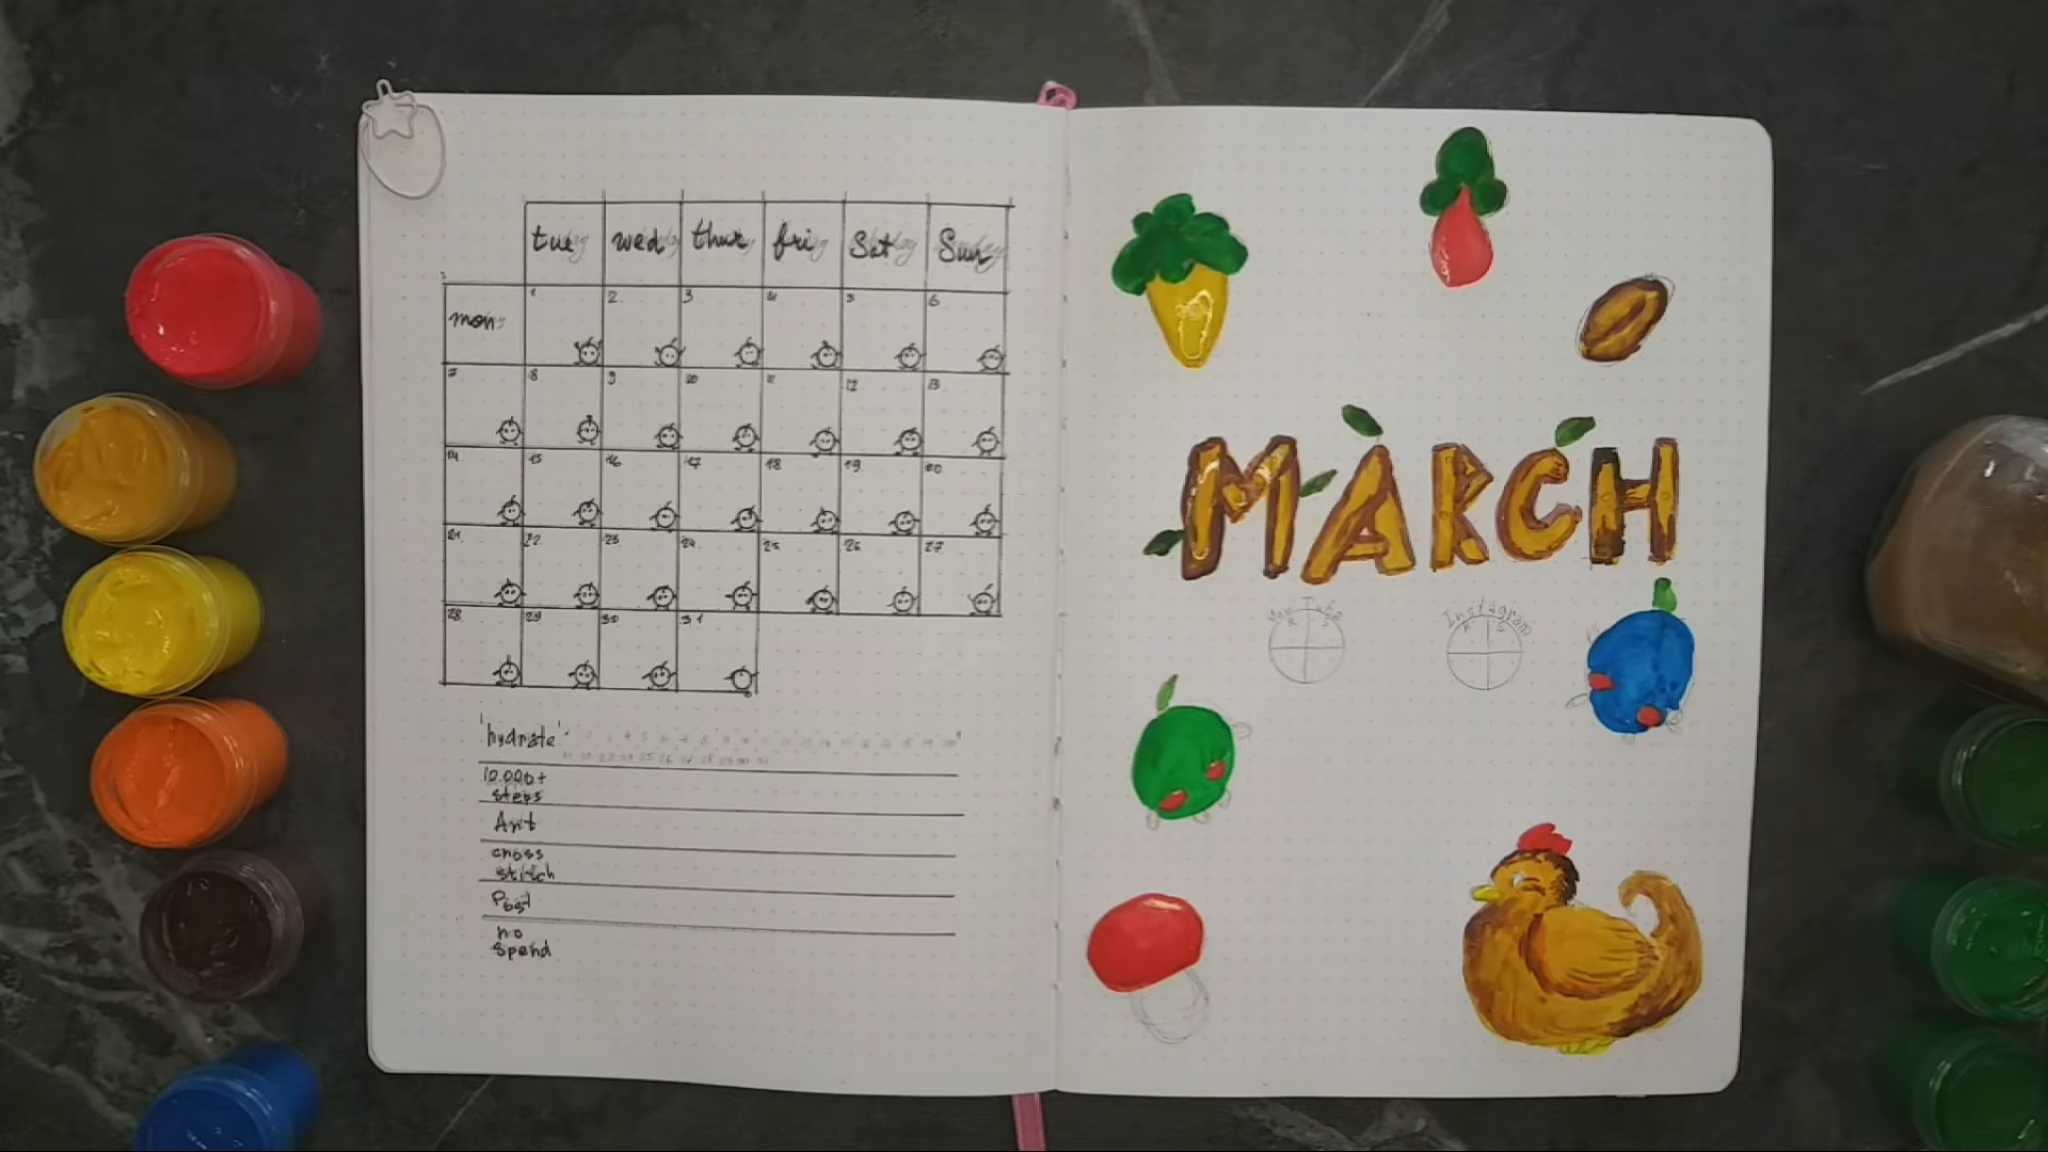 tue wed thur fri Sat Sun
mon 1 2 3 4 5 6
7 8 9 10 11 12 13
14 15 16 17 18 19 20
21 22 23 24 25 26 27
28 29 30 31
'hydrate'
10.000+
steps
Art
cross
stitch
Post
no
spend
MARCH
You Tube
R S
Instagram
R S